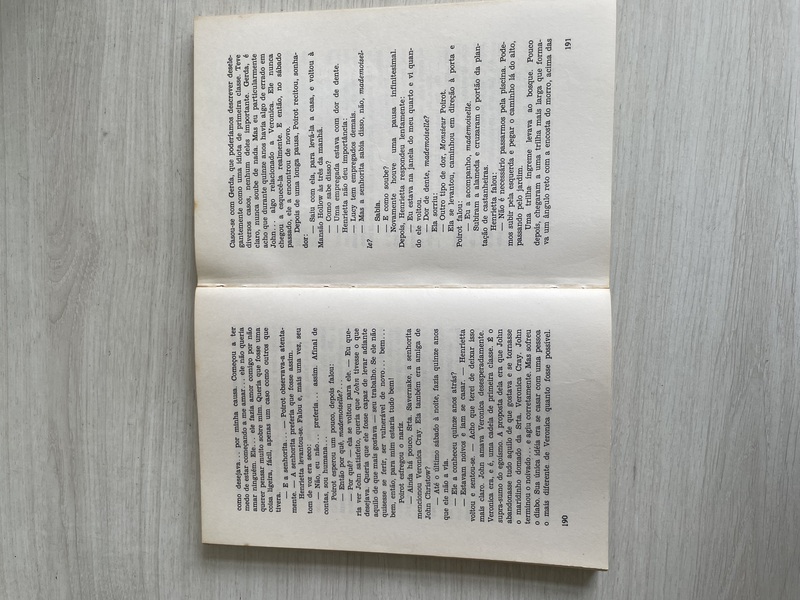 como desejava... por minha causa. Começou a ter
medo de estar começando a me amar... ele não queria
amar ninguém. Ele... ele fazia amor comigo por não
querer pensar muito sobre mim. Queria que fosse uma
coisa ligeira, fácil, apenas um caso como outros que
tivera.
— E a senhorita... — Poirot observava-a atenta-
mente. — A senhorita preferia que fosse assim.
Henrietta levantou-se. Falou e, mais uma vez, seu
tom de voz era seco:
— Não, eu não... preferia... assim. Afinal de
contas, sou humana...
Poirot esperou um pouco, depois falou:
— Então por quê, mademoiselle?...
— Por quê? — ela se voltou para ele. — Eu que-
ria ver John satisfeito, queria que John tivesse o que
desejava. Queria que ele fosse capaz de levar adiante
aquilo de que mais gostava — seu trabalho. Se ele não
quisesse se ferir, ser vulnerável de novo... bem...
bem, então, para mim estaria tudo bem!
Poirot esfregou o nariz.
— Ainda há pouco, Srta. Savernake, a senhorita
mencionou Veronica Cray. Ela também era amiga de
John Christow?
— Até o último sábado à noite, fazia quinze anos
que ele não a via.
— Ele a conheceu quinze anos atrás?
— Estavam noivos e iam se casar. — Henrietta
voltou e sentou-se. — Acho que terei de deixar isso
mais claro. John amava Veronica desesperadamente.
Veronica era, e é, uma cadela de primeira classe. É o
supra-sumo do egoísmo. A proposta dela era que John
abandonasse tudo aquilo de que gostava e se tornasse
o maridinho domado da Srta. Veronica Cray. John
terminou o noivado... e agiu corretamente. Mas sofreu
o diabo. Sua única idéia era se casar com uma pessoa
o mais diferente de Veronica quanto fosse possível.
190
Casou-se com Gerda, que poderíamos descrever desele-
gantemente como uma idiota de primeira classe. Teve
diversos casos, nenhum deles importante. Gerda, é
claro, nunca soube de nada. Mas eu particularmente
acho que durante quinze anos havia algo de errado em
John... algo relacionado a Veronica. Ele nunca
chegou a esquecê-la realmente. E então, no sábado
passado, ele a encontrou de novo.
Depois de uma longa pausa, Poirot recitou, sonha-
dor:
— Saiu com ela, para levá-la a casa, e voltou à
Mansão Hollow às três da manhã.
— Como sabe disso?
— Uma empregada estava com dor de dente.
Henrietta não deu importância:
— Lucy tem empregados demais.
— Mas a senhorita sabia disso, não, mademoisel-
le?
— Sabia.
— E como soube?
Novamente houve uma pausa infinitesimal.
Depois, Henrietta respondeu lentamente:
— Eu estava na janela do meu quarto e vi quan-
do ele voltou.
— Dor de dente, mademoiselle?
Ela sorriu:
— Outro tipo de dor, Monsieur Poirot.
Ela se levantou, caminhou em direção à porta e
Poirot falou:
— Eu a acompanho, mademoiselle.
Subiram a alameda e cruzaram o portão da plan-
tação de castanheiras.
Henrietta falou:
— Não é necessário passarmos pela piscina. Pode-
mos subir pela esquerda e pegar o caminho lá do alto,
passando pelo jardim.
Uma trilha íngreme levava ao bosque. Pouco
depois, chegaram a uma trilha mais larga que forma-
va um ângulo reto com a encosta do morro, acima das
191